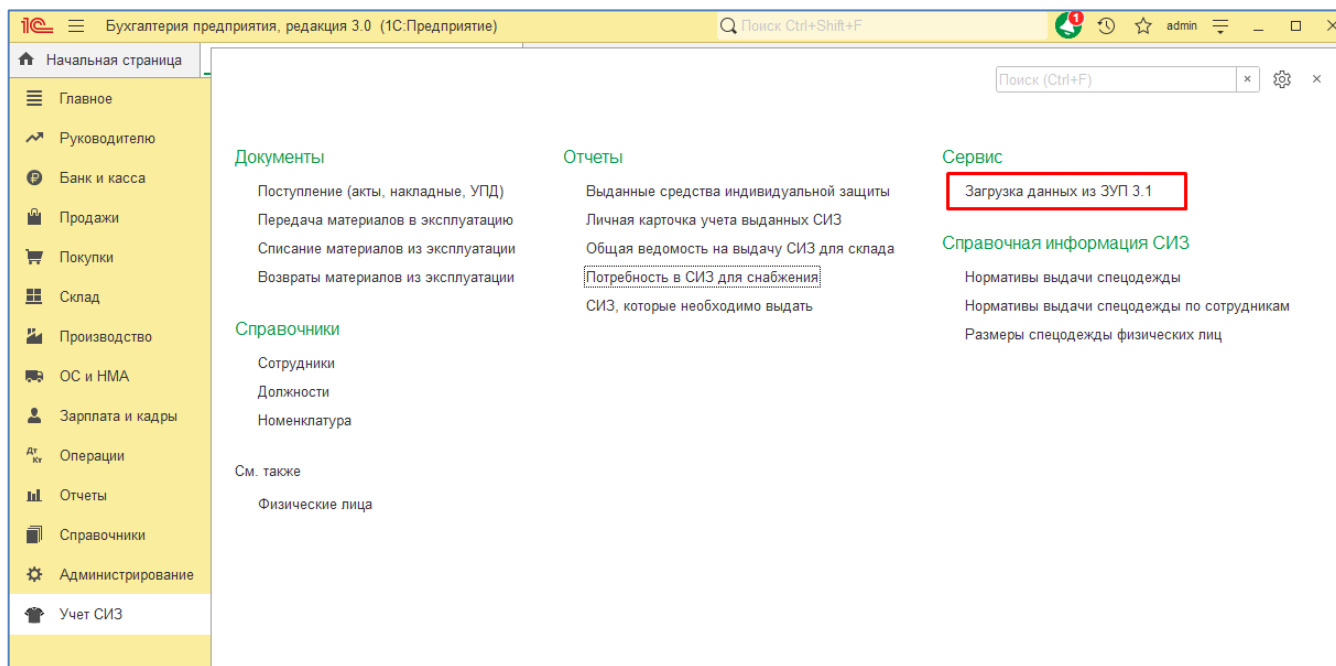 1С Бухгалтерия предприятия, редакция 3.0 (1С:Предприятие) Поиск Ctrl+Shift+F 1 admin
Начальная страница
Поиск (Ctrl+F)
Главное
Руководителю
Банк и касса
Продажи
Покупки
Склад
Производство
ОС и НМА
Зарплата и кадры
Дт Кт Операции
Отчеты
Справочники
Администрирование
Учет СИЗ
Документы
Поступление (акты, накладные, УПД)
Передача материалов в эксплуатацию
Списание материалов из эксплуатации
Возвраты материалов из эксплуатации
Справочники
Сотрудники
Должности
Номенклатура
См. также
Физические лица
Отчеты
Выданные средства индивидуальной защиты
Личная карточка учета выданных СИЗ
Общая ведомость на выдачу СИЗ для склада
Потребность в СИЗ для снабжения
СИЗ, которые необходимо выдать
Сервис
Загрузка данных из ЗУП 3.1
Справочная информация СИЗ
Нормативы выдачи спецодежды
Нормативы выдачи спецодежды по сотрудникам
Размеры спецодежды физических лиц